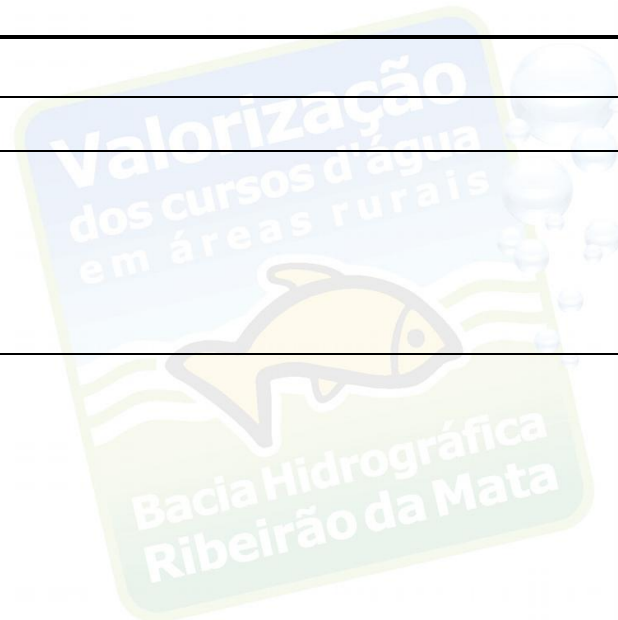 Valorização
dos cursos d'água
em áreas rurais
Bacia Hidrográfica
Ribeirão da Mata